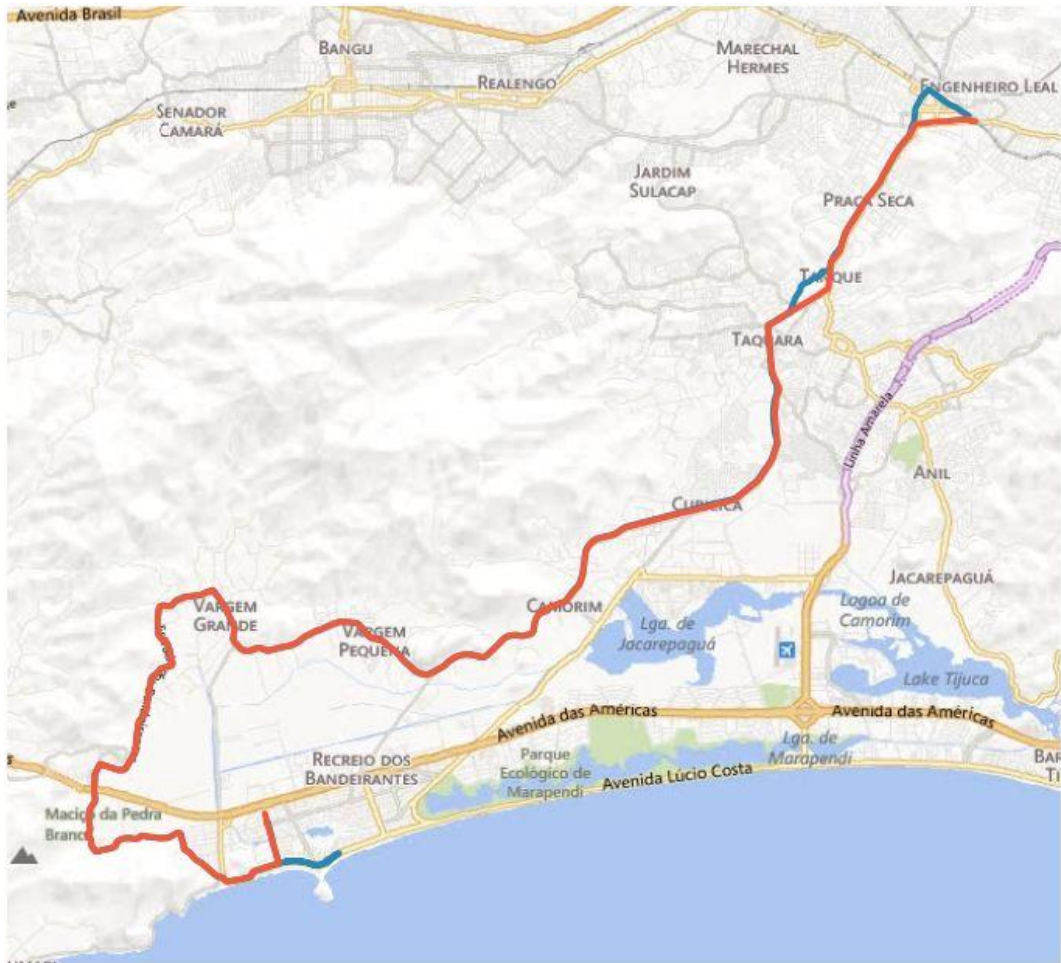 Avenida Brasil
BANGU
MARECHAL
HERMES
REALENGO
ENGENHEIRO LEAL
SENADOR
CAMARÁ
JARDIM
SULACAP
PRAÇA SECA
TANQUE
TAQUARA
Linha Amarela
ANIL
CURICICA
JACAREPAGUÁ
VARGEM
GRANDE
CAMORIM
Lga. de
Jacarepaguá
Lagoa de
Camorim
VARGEM
PEQUENA
Lake Tijuca
Avenida das Américas
Avenida das Américas
RECREIO DOS
BANDEIRANTES
Parque
Ecológico de
Marapendi
Lga. de
Marapendi
BAR
TI
Avenida Lúcio Costa
Maciço da Pedra
Branca